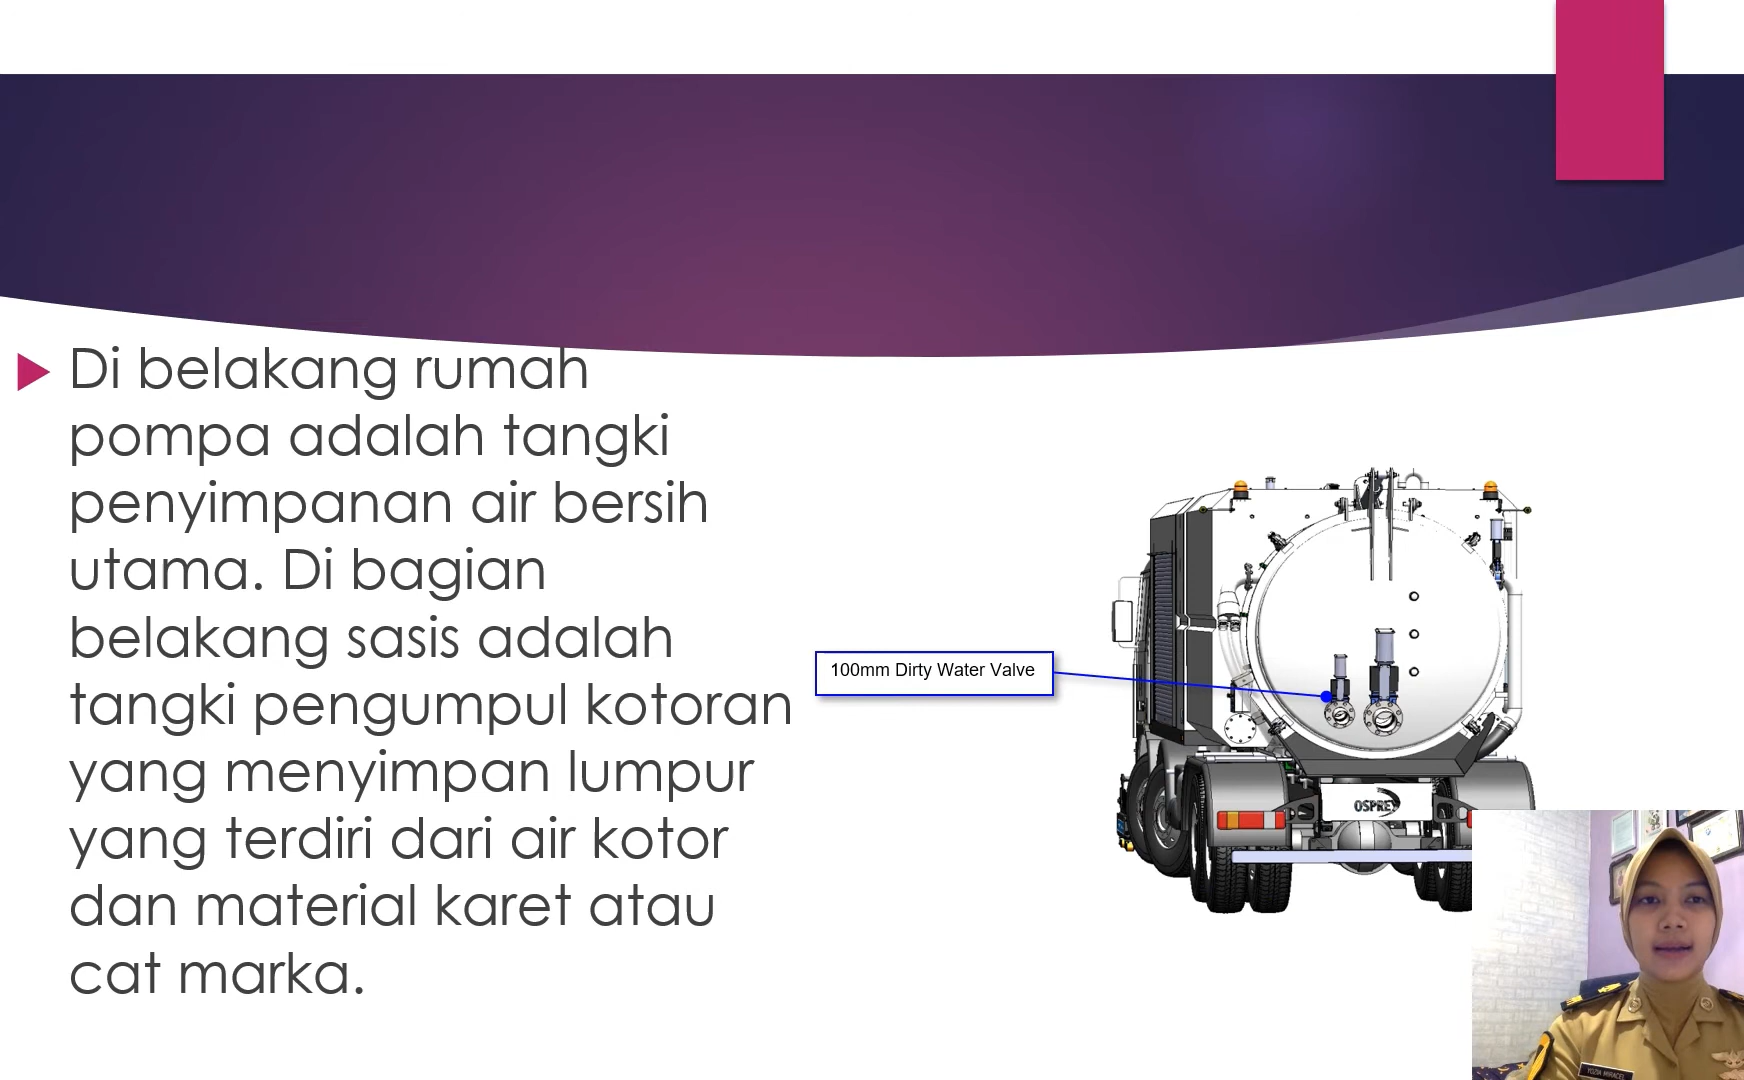 Di belakang rumah
pompa adalah tangki
penyimpanan air bersih
utama. Di bagian
belakang sasis adalah
tangki pengumpul kotoran
yang menyimpan lumpur
yang terdiri dari air kotor
dan material karet atau
cat marka.
100mm Dirty Water Valve
OSPREY